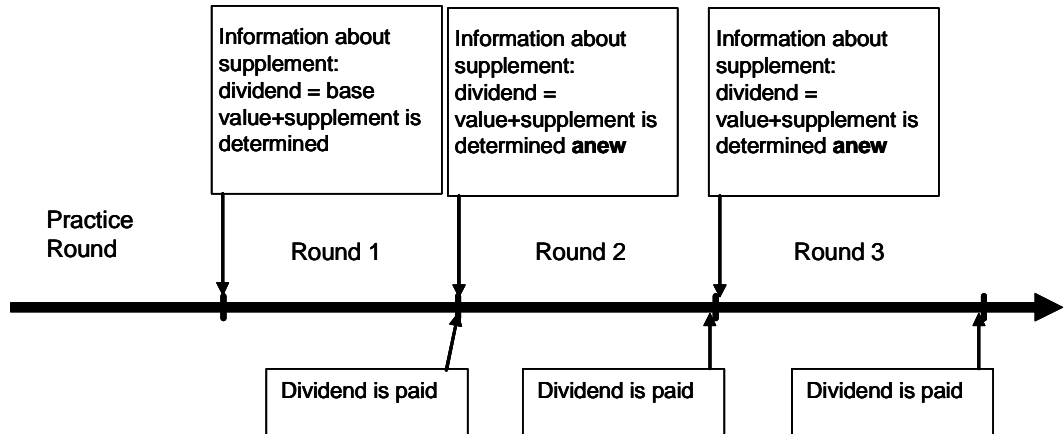 Information about
supplement:
dividend = base
value+supplement is
determined
Information about
supplement:
dividend =
value+supplement is
determined anew
Information about
supplement:
dividend =
value+supplement is
determined anew
Practice
Round
Round 1
Round 2
Round 3
Dividend is paid
Dividend is paid
Dividend is paid